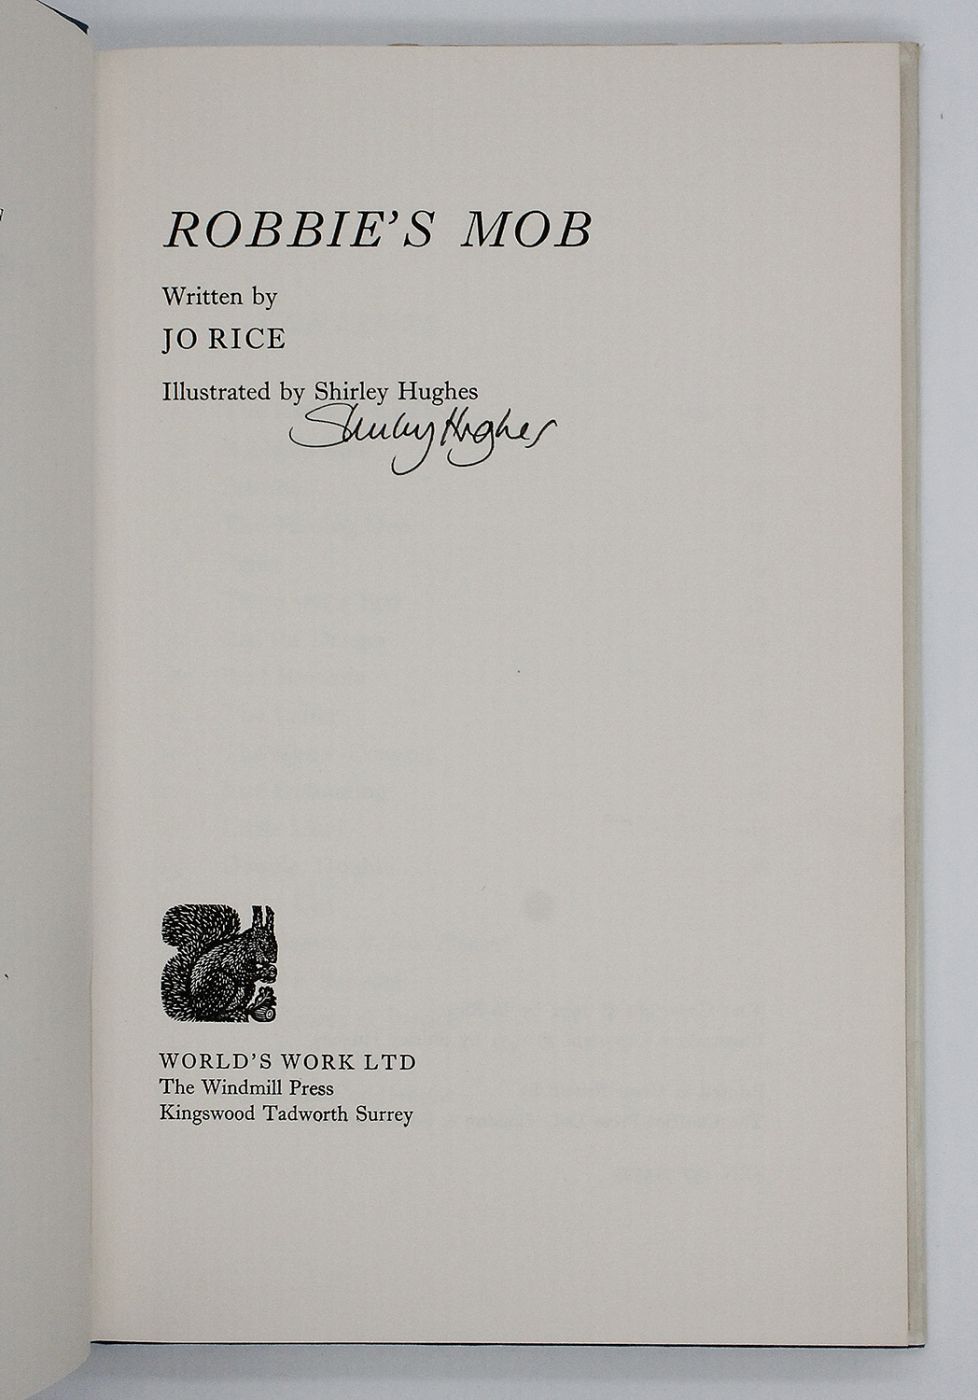 ROBBIE'S MOB
Written by
JO RICE
Illustrated by Shirley Hughes
Shirley Hughes
WORLD'S WORK LTD
The Windmill Press
Kingswood Tadworth Surrey